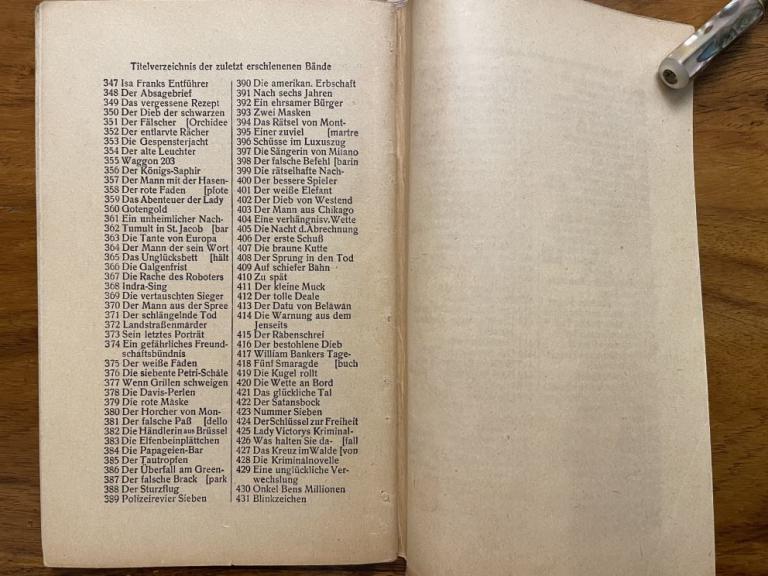 Titelverzeichnis der zuletzt erschienenen Bände
347 Isa Franks Entführer
348 Der Absagebrief
349 Das vergessene Rezept
350 Der Dieb der schwarzen
351 Der Fälscher [Orchidee
352 Der entlarvte Rächer
353 Die Gespensterjacht
354 Der alte Leuchter
355 Waggon 203
356 Der Königs-Saphir
357 Der Mann mit der Hasen-
358 Der rote Faden [pfote
359 Das Abenteuer der Lady
360 Gotengold
361 Ein unheimlicher Nach-
362 Tumult in St. Jacob [bar
363 Die Tante von Europa
364 Der Mann der sein Wort
365 Das Unglücksbett [hält
366 Die Galgenfrist
367 Die Rache des Roboters
368 Indra-Sing
369 Die vertauschten Sieger
370 Der Mann aus der Spree
371 Der schlängelnde Tod
372 Landstraßenmarder
373 Sein letztes Porträt
374 Ein gefährliches Freund-
schaftsbündnis
375 Der weiße Faden
376 Die siebente Petri-Schale
377 Wenn Grillen schweigen
378 Die Davis-Perlen
379 Die rote Maske
380 Der Horcher von Mon-
381 Der falsche Paß [dello
382 Die Händlerin aus Brüssel
383 Die Elfenbeinplättchen
384 Die Papageien-Bar
385 Der Tautropfen
386 Der Überfall am Green-
387 Der falsche Brack [park
388 Der Sturzflug
389 Polizeirevier Sieben
390 Die amerikan. Erbschaft
391 Nach sechs Jahren
392 Ein ehrsamer Bürger
393 Zwei Masken
394 Das Rätsel von Mont-
395 Einer zuviel [martre
396 Schüsse im Luxuszug
397 Die Sängerin von Milano
398 Der falsche Befehl [barin
399 Die rätselhafte Nach-
400 Der bessere Spieler
401 Der weiße Elefant
402 Der Dieb von Westend
403 Der Mann aus Chikago
404 Eine verhängnisv. Wette
405 Die Nacht d. Abrechnung
406 Der erste Schuß
407 Die braune Kutte
408 Der Sprung in den Tod
409 Auf schiefer Bahn
410 Zu spät
411 Der kleine Muck
412 Der tolle Deale
413 Der Datu von Belawan
414 Die Warnung aus dem
Jenseits
415 Der Rabenschrei
416 Der bestohlene Dieb
417 William Bankers Tage-
418 Fünf Smaragde [buch
419 Die Kugel rollt
420 Die Wette an Bord
421 Das glückliche Tal
422 Der Satansbock
423 Nummer Sieben
424 Der Schlüssel zur Freiheit
425 Lady Victorys Kriminal-
426 Was halten Sie da- [fall
427 Das Kreuz im Walde [von
428 Die Kriminalnovelle
429 Eine unglückliche Ver-
wechslung
430 Onkel Bens Millionen
431 Blinkzeichen